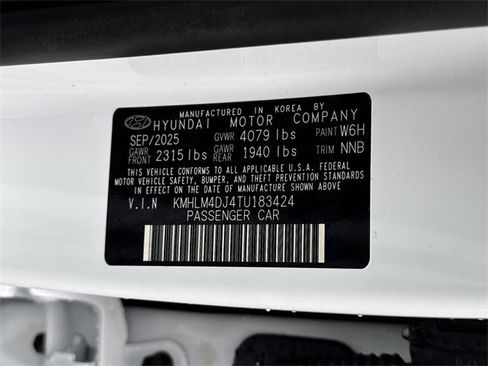 MANUFACTURED IN KOREA BY
HYUNDAI MOTOR COMPANY
SEP/2025 GVWR 4079 lbs PAINT W6H
GAWR FRONT 2315 lbs GAWR REAR 1940 lbs TRIM NNB
THIS VEHICLE CONFORMS TO ALL APPLICABLE U.S. FEDERAL
MOTOR VEHICLE SAFETY, BUMPER, AND THEFT PREVENTION STANDARDS
IN EFFECT ON THE DATE OF MANUFACTURE SHOWN ABOVE.
V.I.N KMHLM4DJ4TU183424
PASSENGER CAR